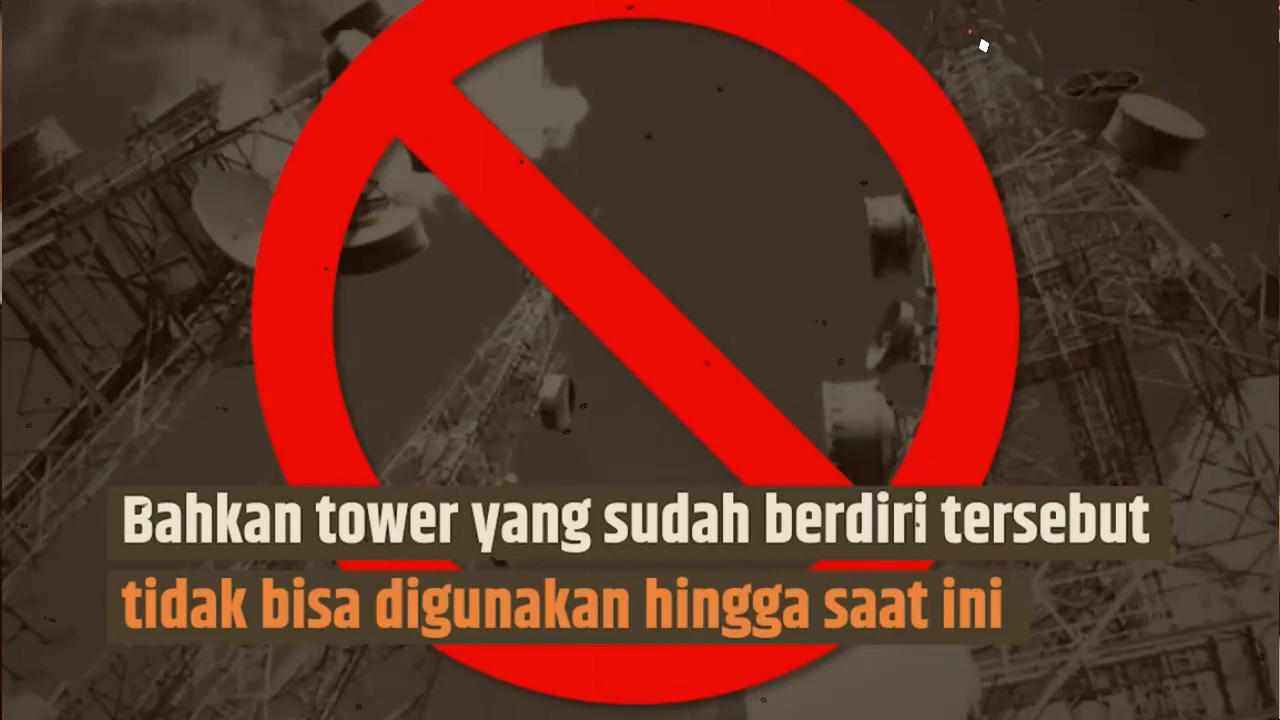 Bahkan tower yang sudah berdiri tersebut
tidak bisa digunakan hingga saat ini